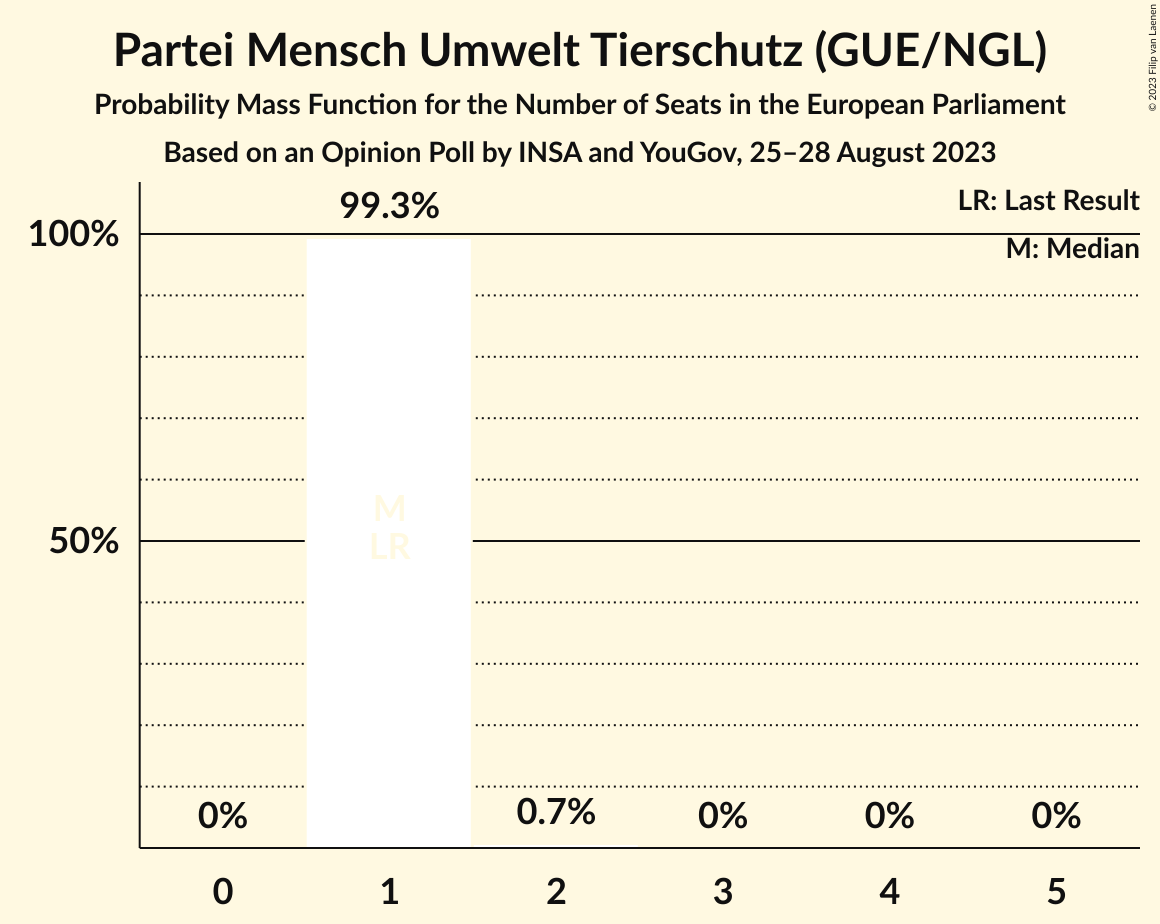 Partei Mensch Umwelt Tierschutz (GUE/NGL)
Probability Mass Function for the Number of Seats in the European Parliament
Based on an Opinion Poll by INSA and YouGov, 25–28 August 2023
© 2023 Filip van Laenen
LR: Last Result
M: Median
99.3%
100%
50%
M
LR
0%
0.7%
0%
0%
0%
0
1
2
3
4
5